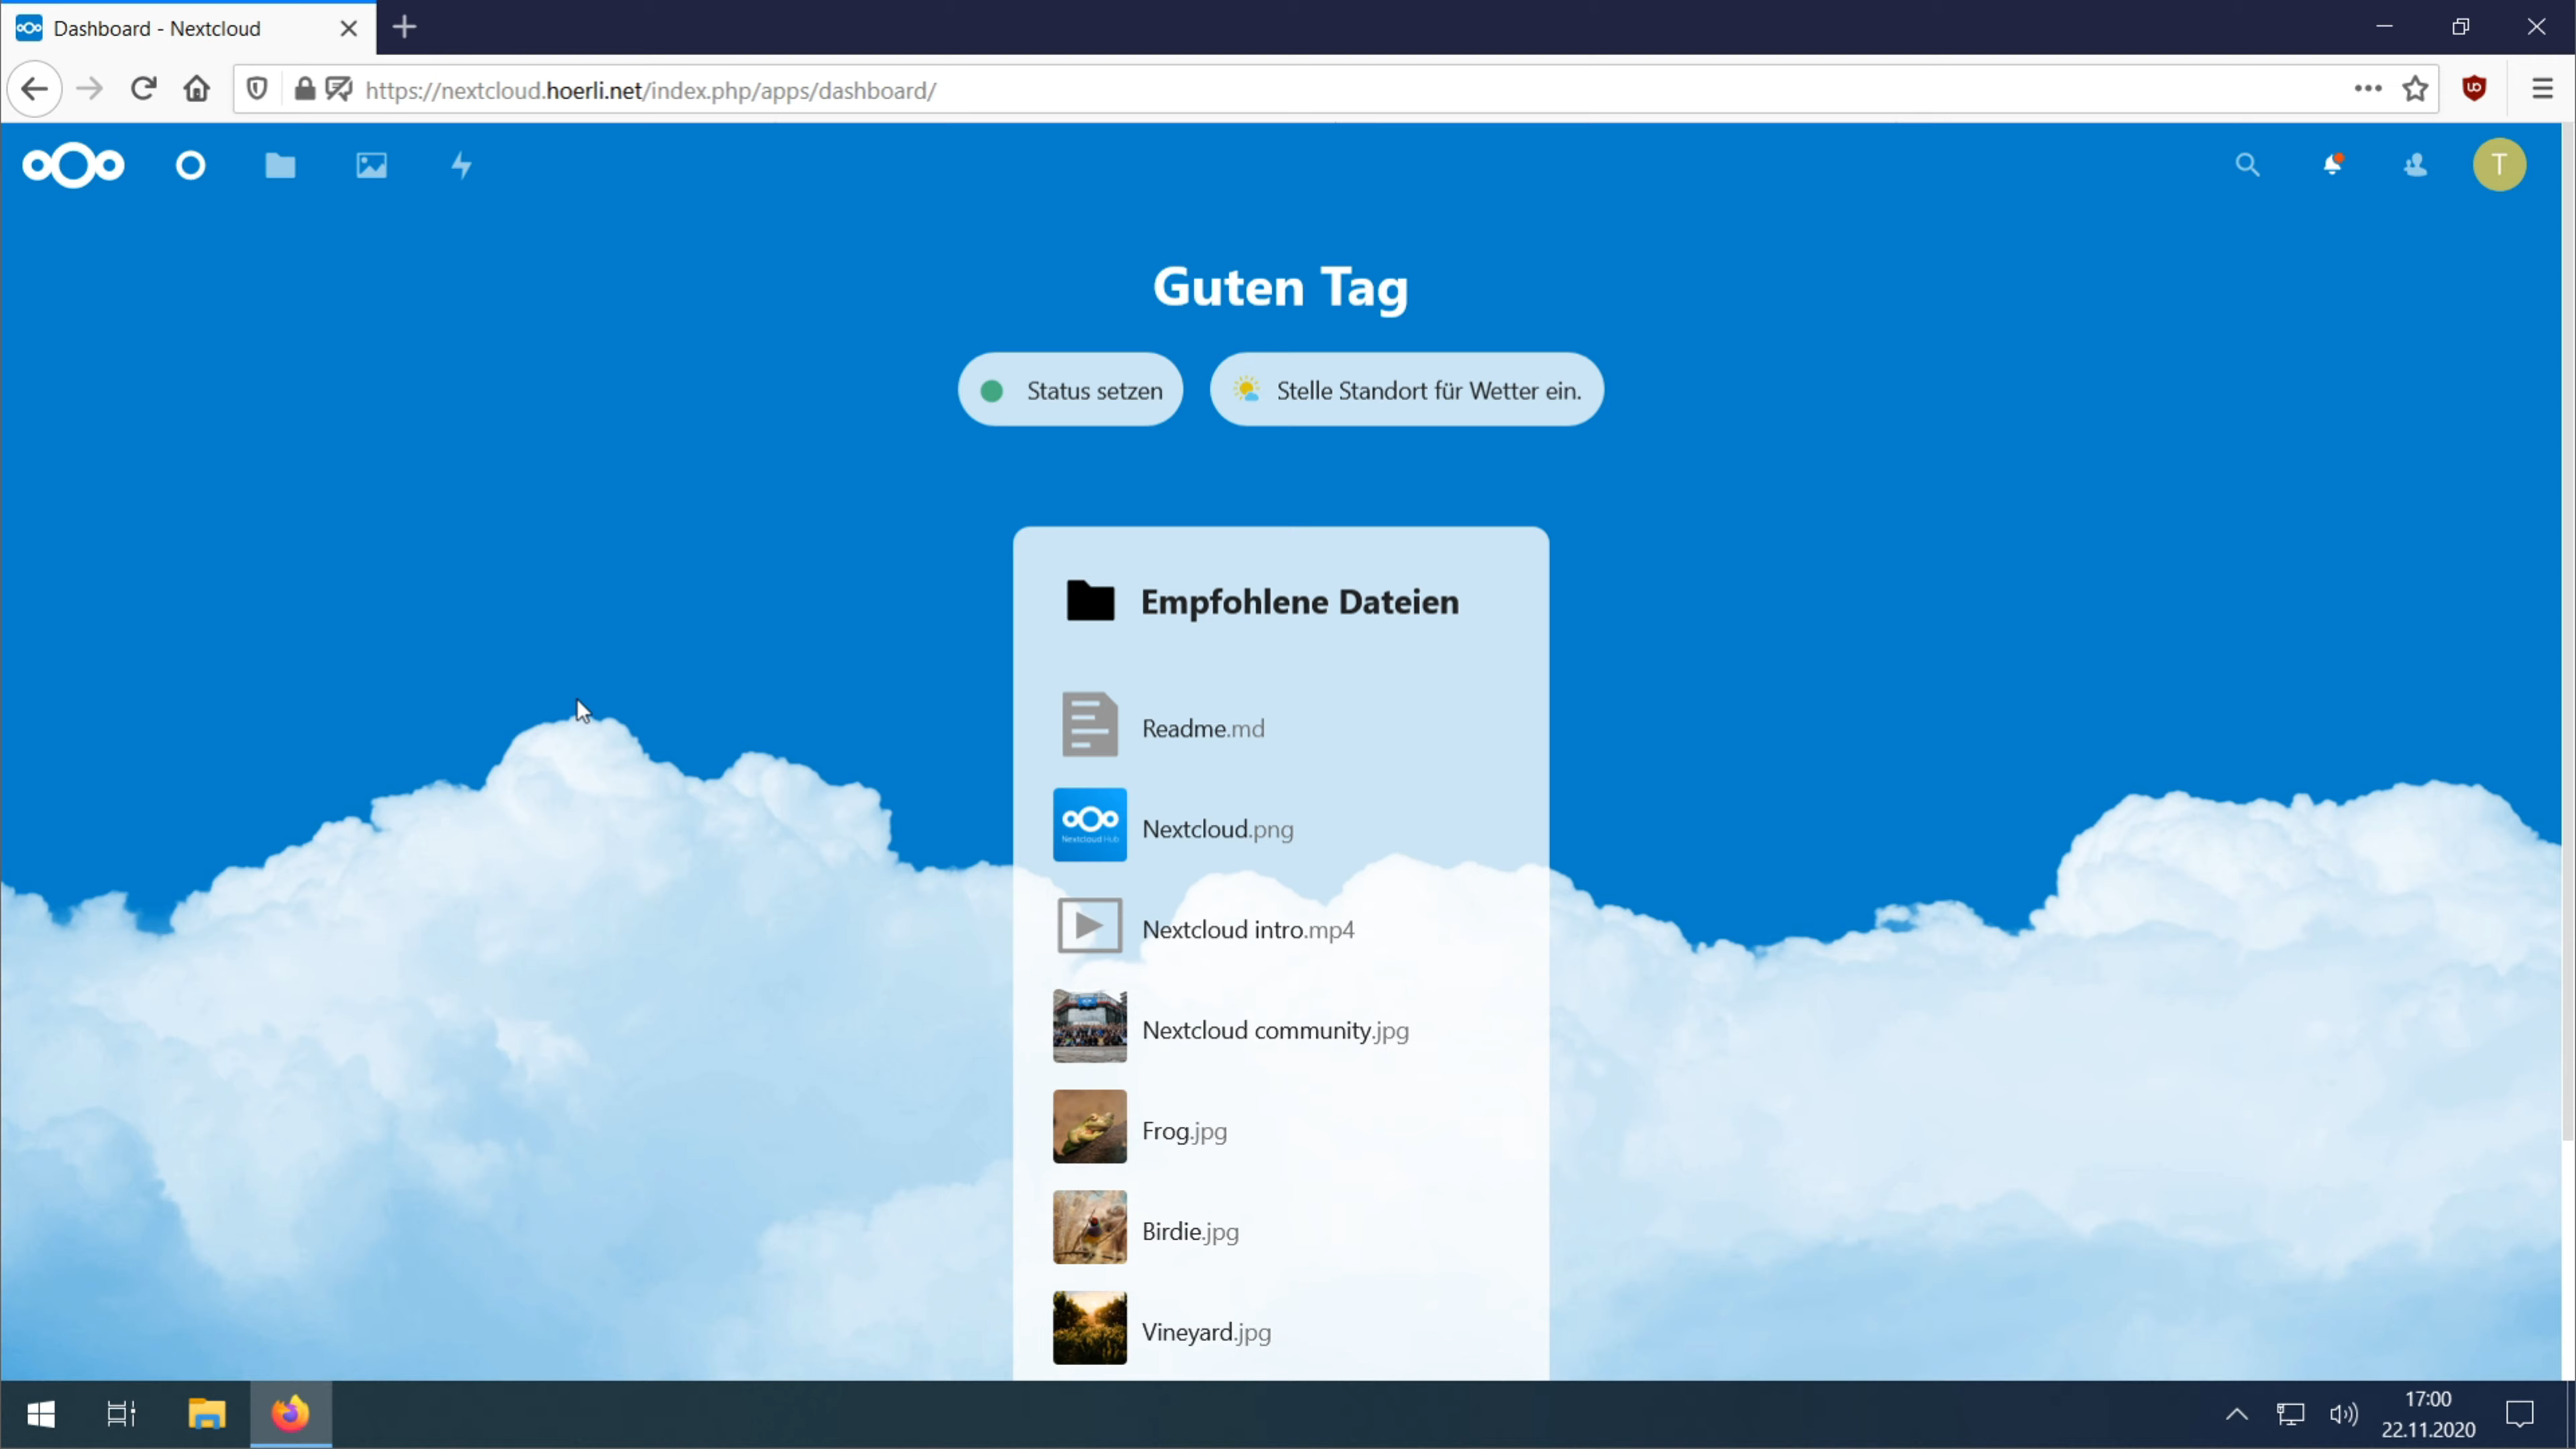 Dashboard - Nextcloud
https://nextcloud.hoerli.net/index.php/apps/dashboard/
T
Guten Tag
Status setzen
Stelle Standort für Wetter ein.
Empfohlene Dateien
Readme.md
Nextcloud Hub
Nextcloud.png
Nextcloud intro.mp4
Nextcloud community.jpg
Frog.jpg
Birdie.jpg
Vineyard.jpg
17:00
22.11.2020